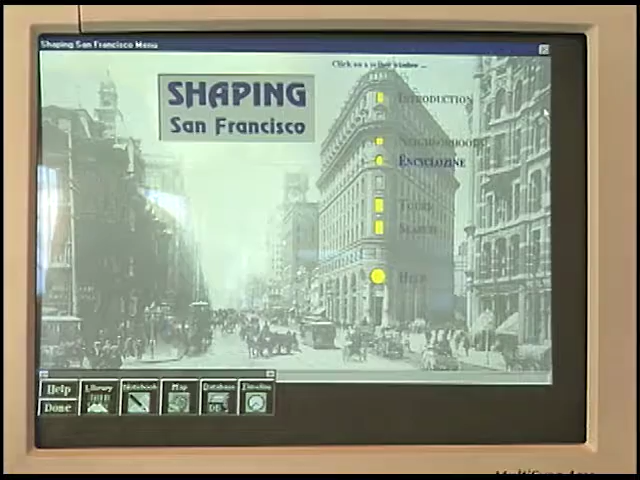 Shaping San Francisco Menu
Click on a yellow window ...
SHAPING
San Francisco
INTRODUCTION
NEIGHBORHOODS
ENCYCLOZINE
TOURS
SEARCH
HELP
Help Library Notebook Map Database Timeline
Done